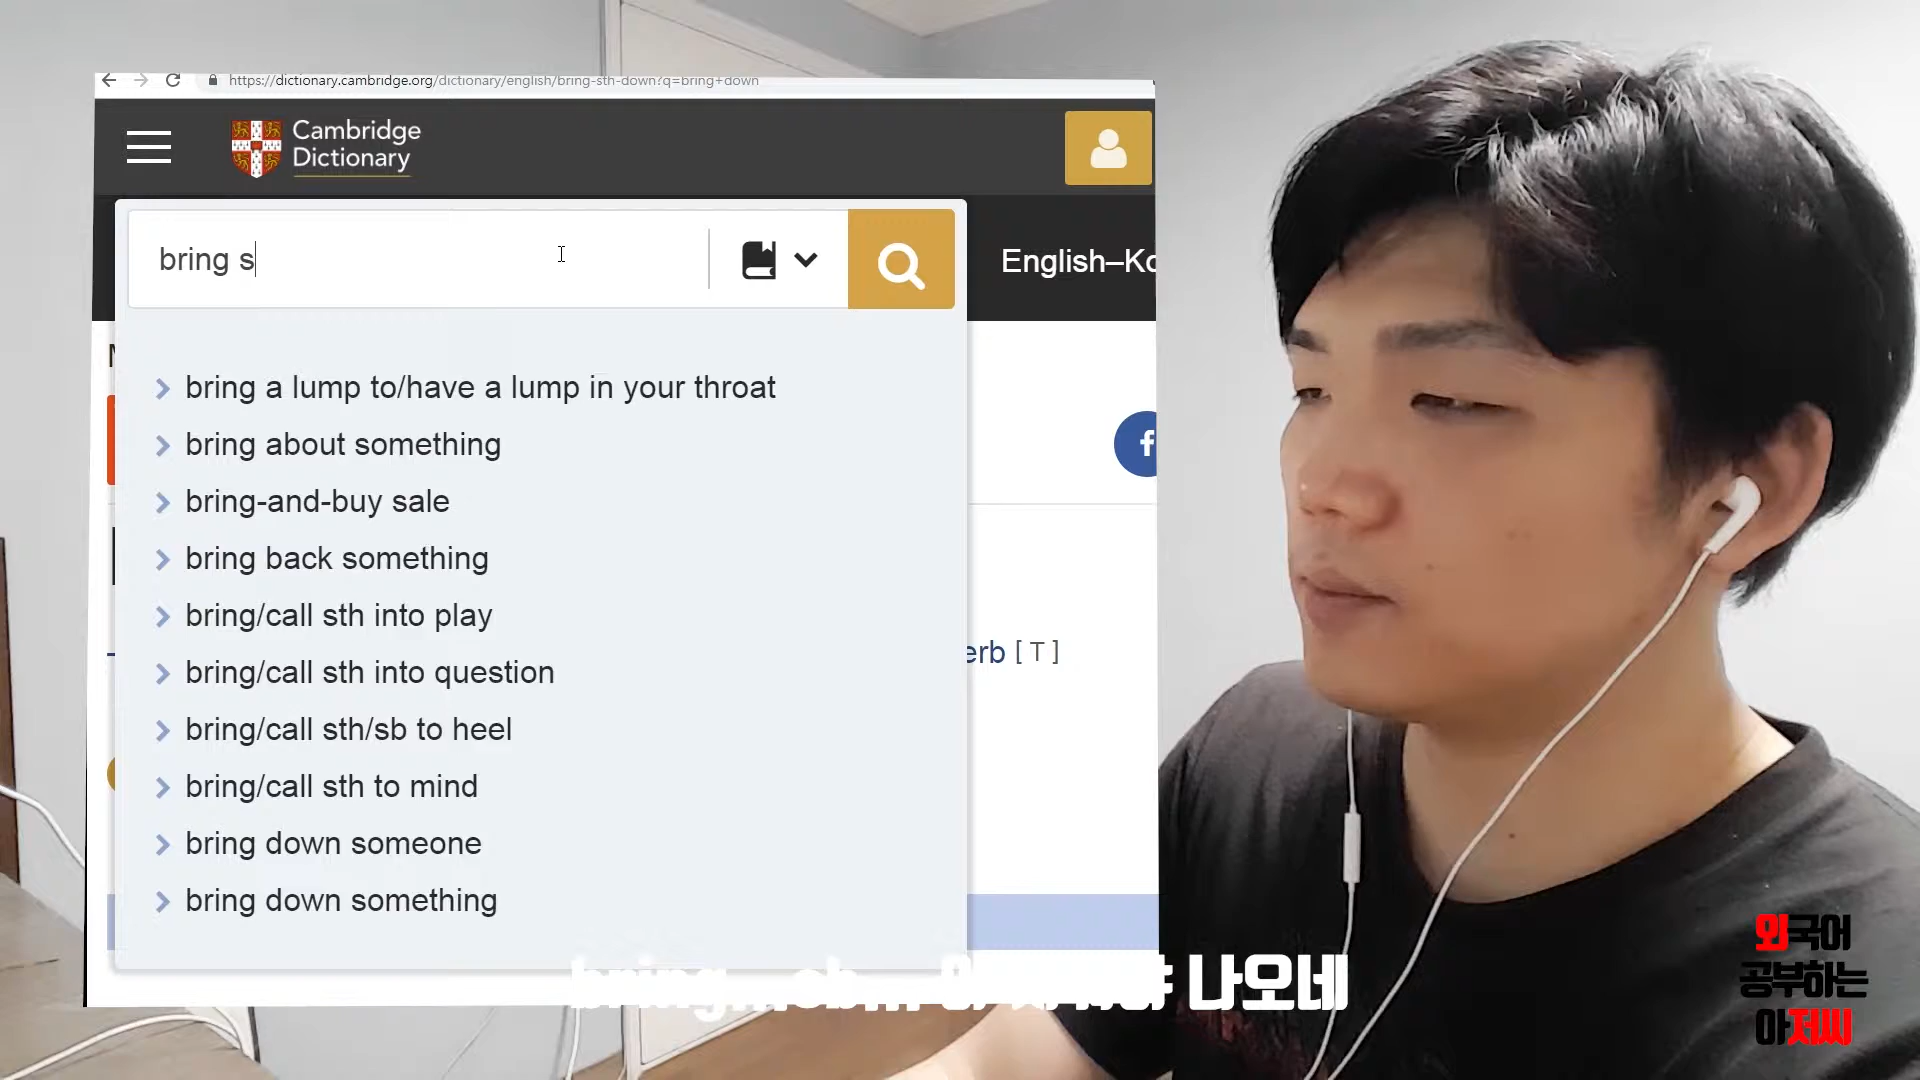 https://dictionary.cambridge.org/dictionary/english/bring-sth-down?q=bring+down
Cambridge
Dictionary
bring s
English–Ko
bring a lump to/have a lump in your throat
bring about something
bring-and-buy sale
bring back something
bring/call sth into play
bring/call sth into question
erb [ T ]
bring/call sth/sb to heel
bring/call sth to mind
bring down someone
bring down something
bring 나오네
외국어
공부하는
아저씨